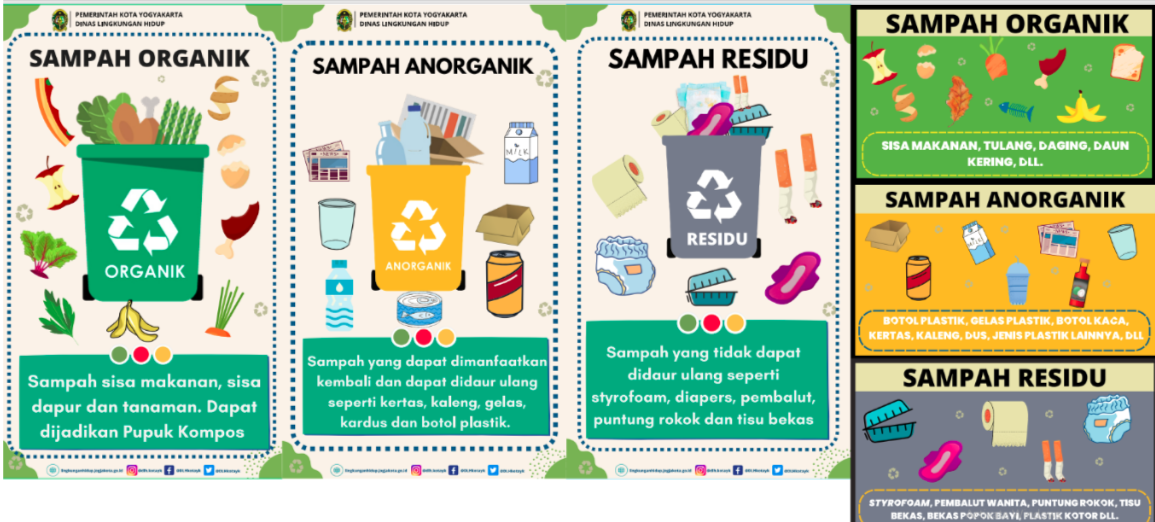 PEMERINTAH KOTA YOGYAKARTA
DINAS LINGKUNGAN HIDUP
SAMPAH ORGANIK
ORGANIK
Sampah sisa makanan, sisa
dapur dan tanaman. Dapat
dijadikan Pupuk Kompos
PEMERINTAH KOTA YOGYAKARTA
DINAS LINGKUNGAN HIDUP
SAMPAH ANORGANIK
MILK
ANORGANIK
Sampah yang dapat dimanfaatkan
kembali dan dapat didaur ulang
seperti kertas, kaleng, gelas,
kardus dan botol plastik.
PEMERINTAH KOTA YOGYAKARTA
DINAS LINGKUNGAN HIDUP
SAMPAH RESIDU
RESIDU
Sampah yang tidak dapat
didaur ulang seperti
styrofoam, diapers, pembalut,
puntung rokok dan tisu bekas
SAMPAH ORGANIK
SISA MAKANAN, TULANG, DAGING, DAUN
KERING, DLL.
SAMPAH ANORGANIK
BOTOL PLASTIK, GELAS PLASTIK, BOTOL KACA,
KERTAS, KALENG, DUS, JENIS PLASTIK LAINNYA, DLL
SAMPAH RESIDU
STYROFOAM, PEMBALUT WANITA, PUNTUNG ROKOK, TISU
BEKAS, BEKAS POPOK BAYI, PLASTIK KOTOR DLL.